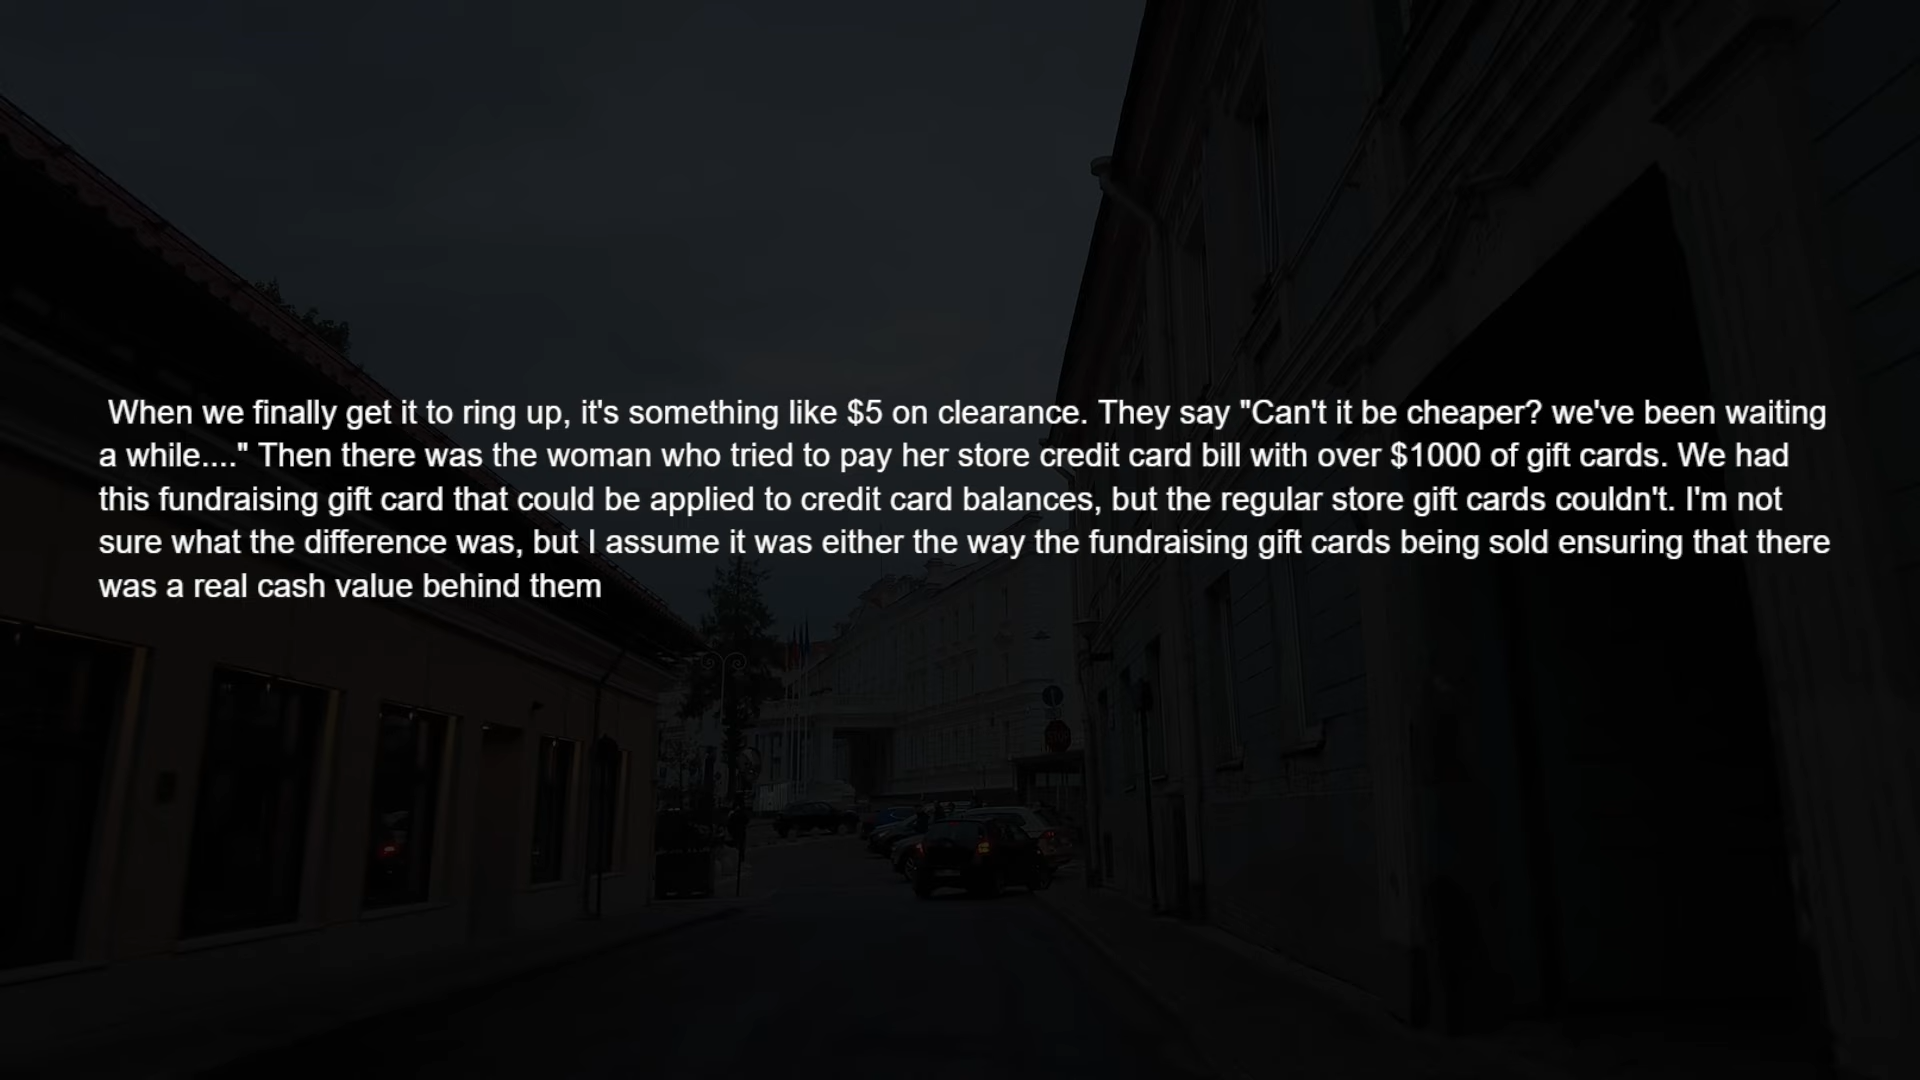 When we finally get it to ring up, it's something like $5 on clearance. They say "Can't it be cheaper? we've been waiting
a while...." Then there was the woman who tried to pay her store credit card bill with over $1000 of gift cards. We had
this fundraising gift card that could be applied to credit card balances, but the regular store gift cards couldn't. I'm not
sure what the difference was, but I assume it was either the way the fundraising gift cards being sold ensuring that there
was a real cash value behind them
STOP